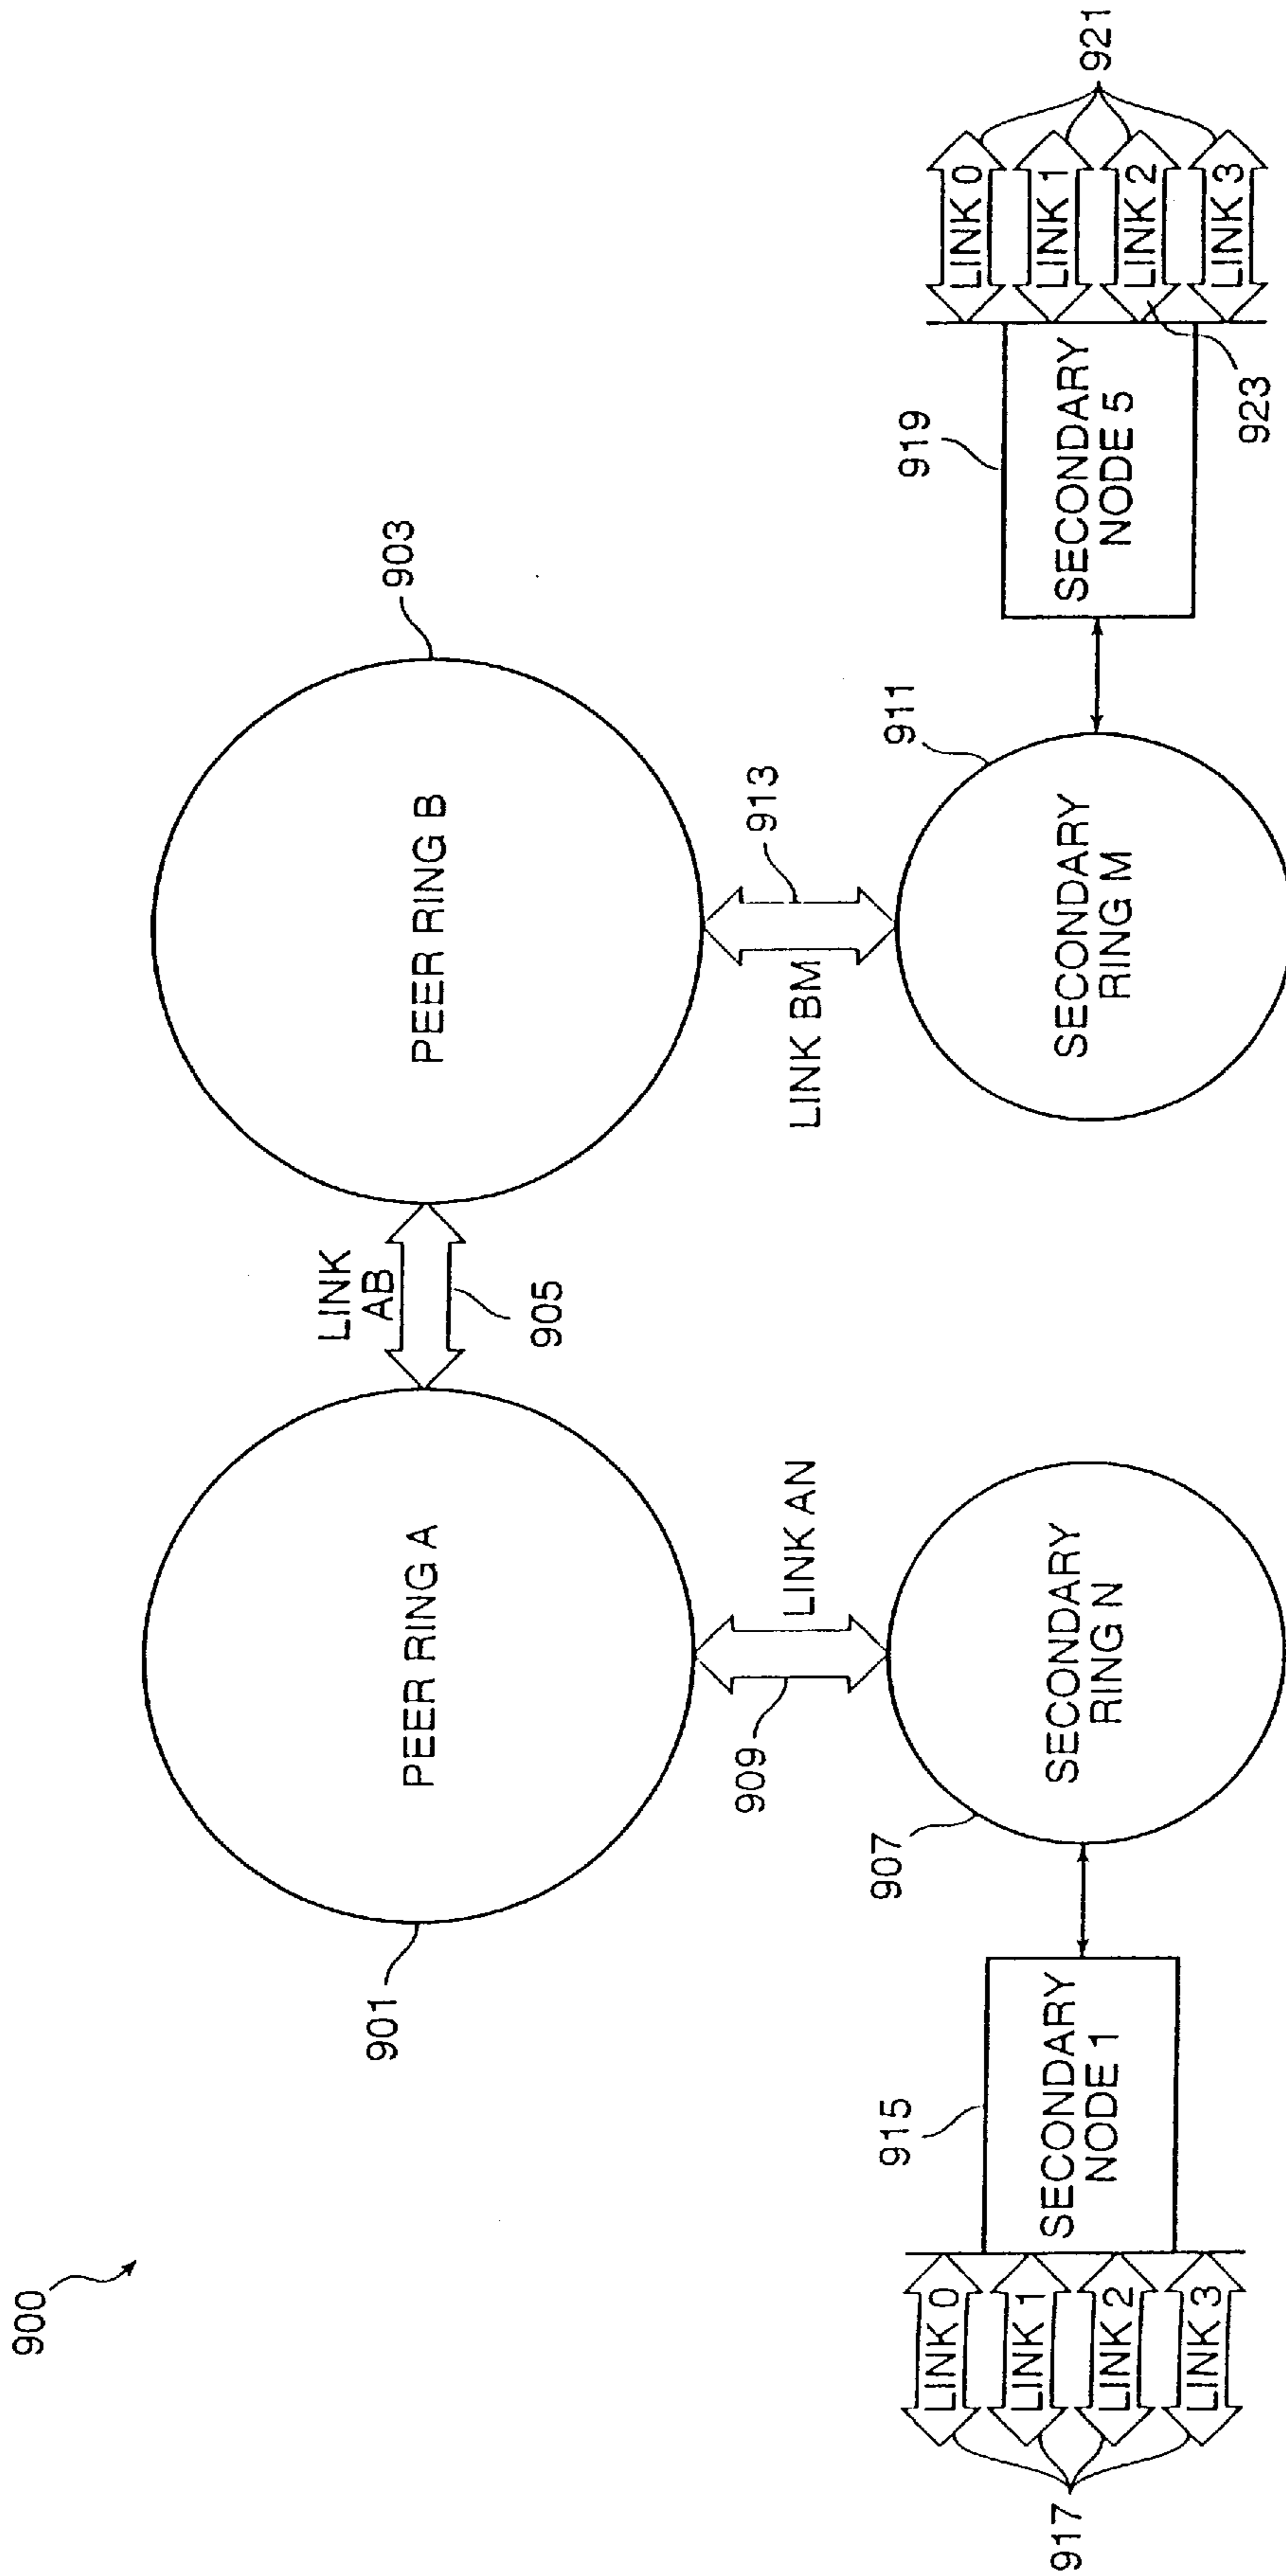 900
901
PEER RING A
LINK
AB
905
PEER RING B
903
909
LINK AN
LINK BM
913
917
LINK 0
LINK 1
LINK 2
LINK 3
915
SECONDARY
NODE 1
907
SECONDARY
RING N
SECONDARY
RING M
911
919
SECONDARY
NODE 5
LINK 0
LINK 1
LINK 2
LINK 3
923
921